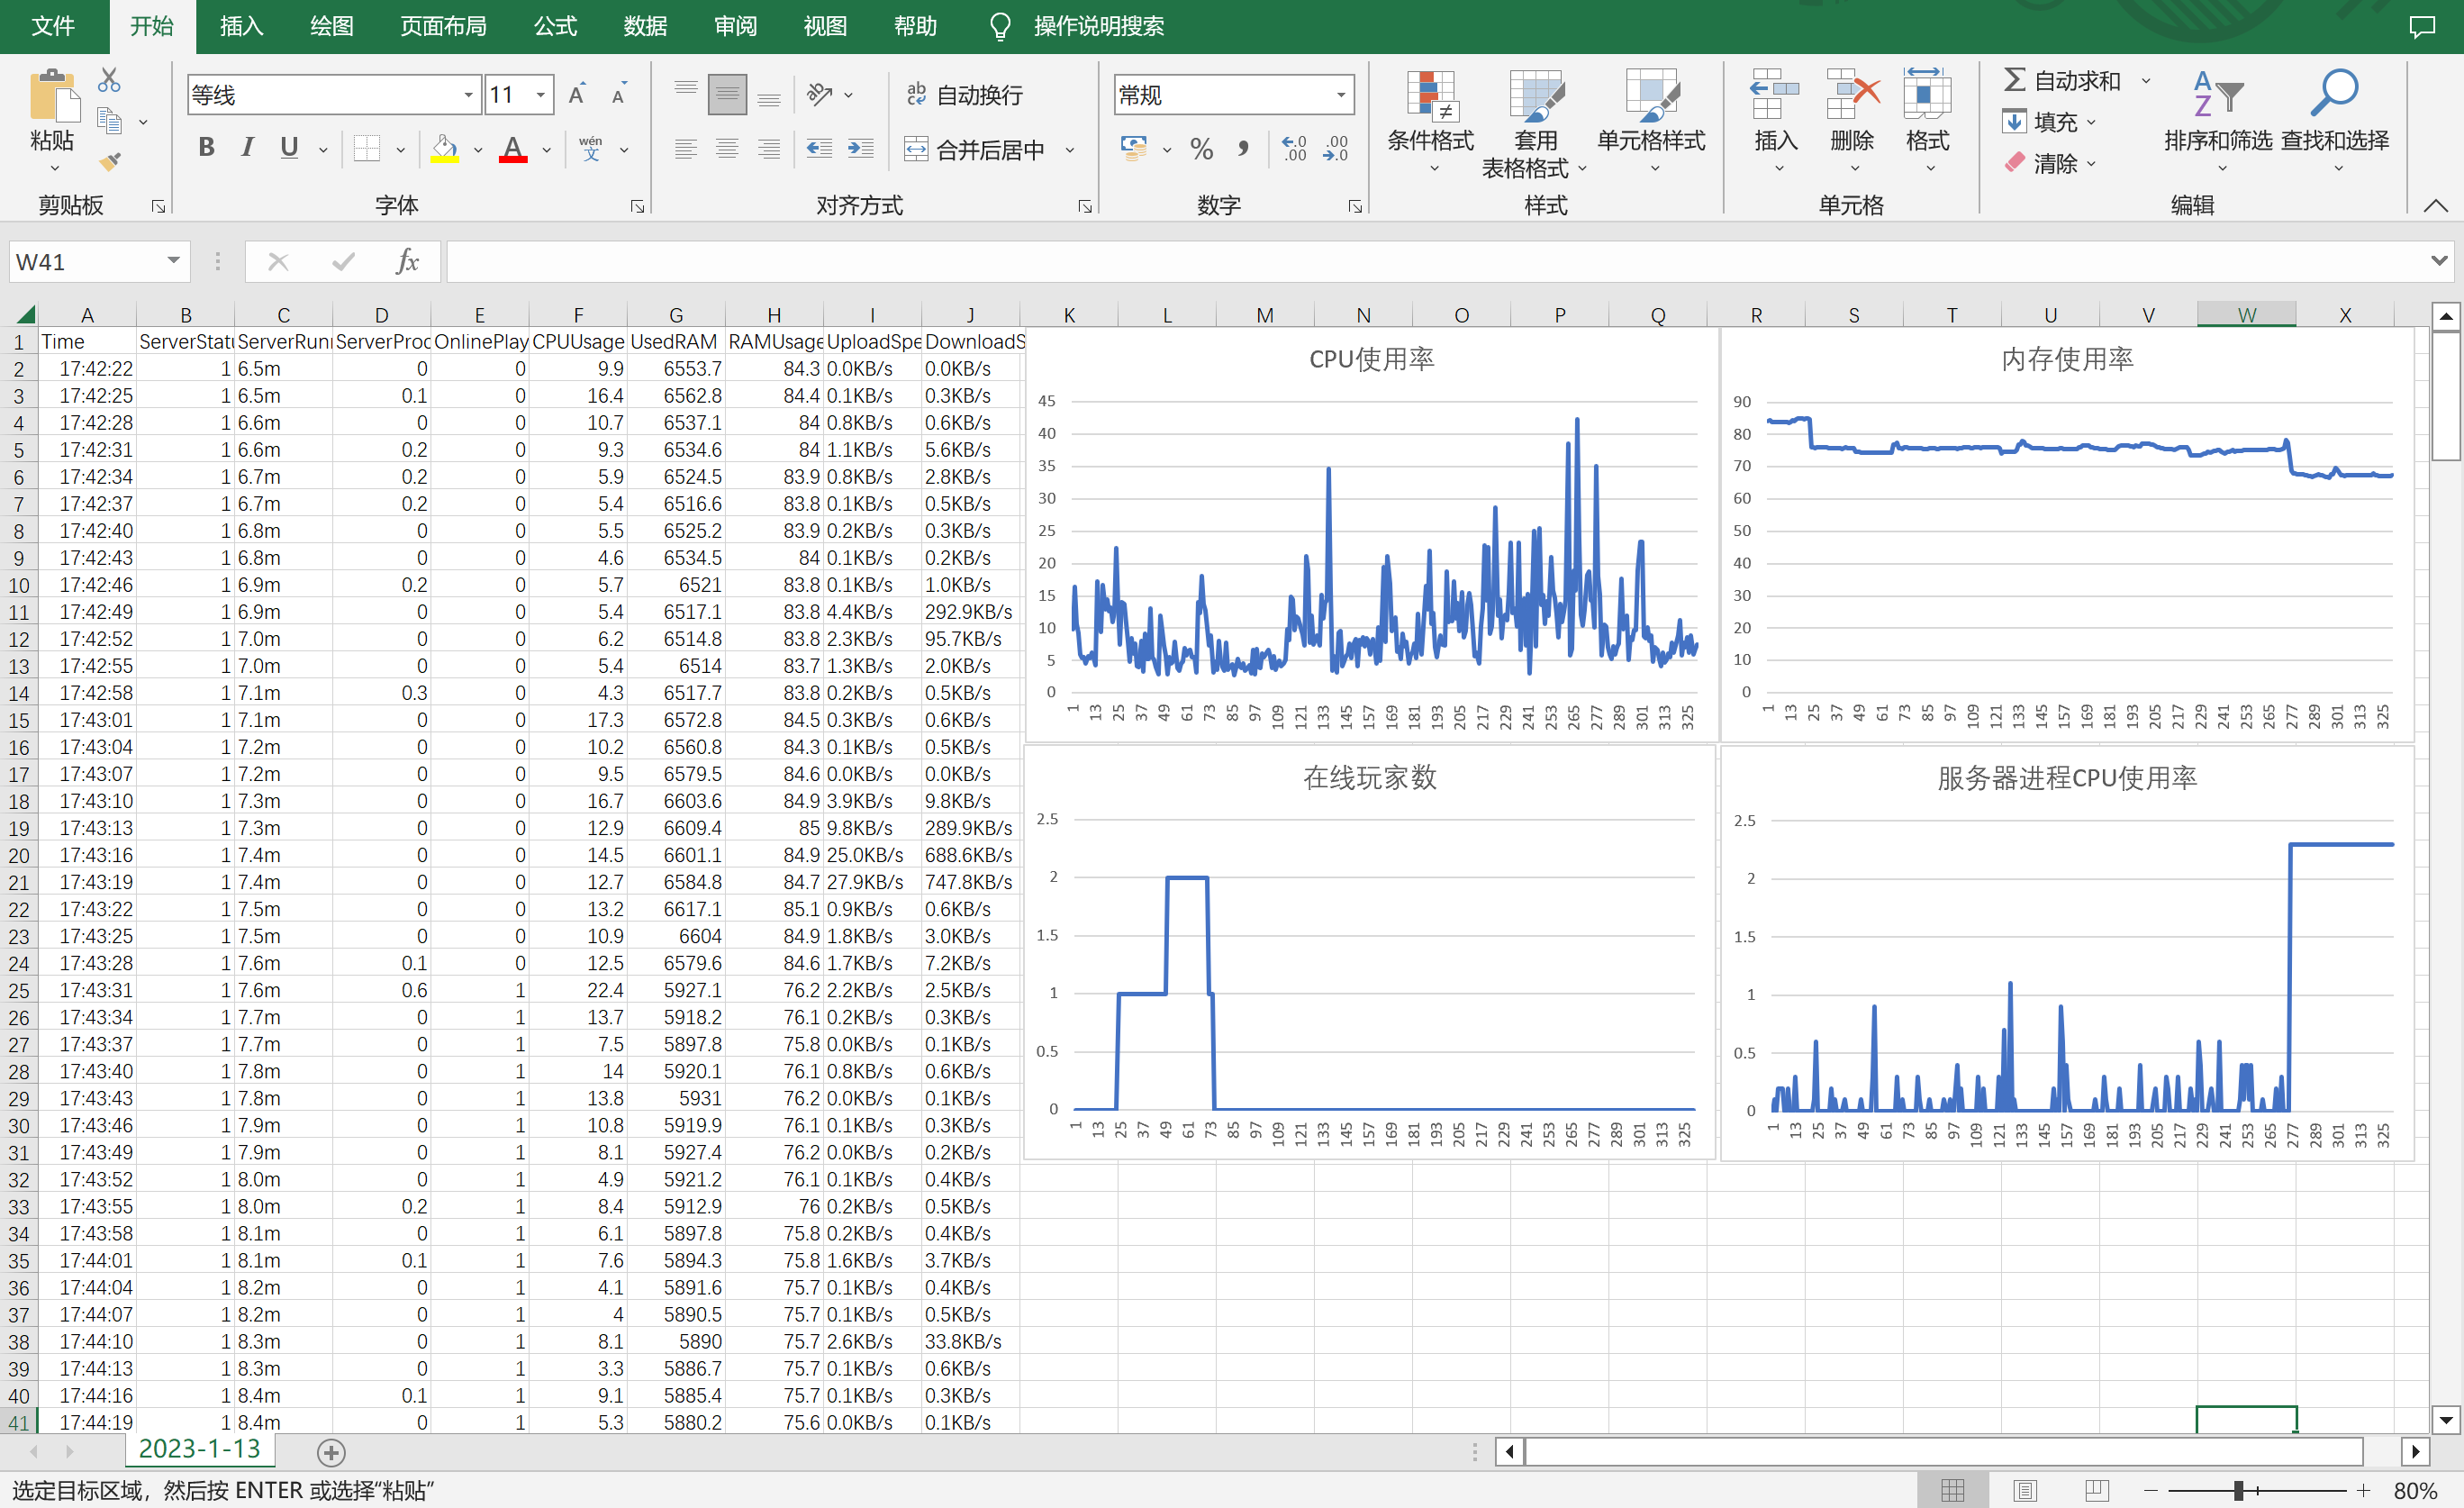 文件 开始 插入 绘图 页面布局 公式 数据 审阅 视图 帮助 操作说明搜索
粘贴
剪贴板
等线 11 A A
B I U A wén 文
字体
ab c 自动换行
合并后居中
对齐方式
常规
% , .0 .00 .00 .0
数字
条件格式 套用 表格格式 单元格样式
样式
插入 删除 格式
单元格
Σ 自动求和
填充
清除
A Z 排序和筛选 查找和选择
编辑
W41 fx
A B C D E F G H I J K L M N O P Q R S T U V W X
1 Time ServerStatu ServerRunn ServerProc OnlinePlay CPUUsage UsedRAM RAMUsage UploadSpe DownloadS
2 17:42:22 1 6.5m 0 0 9.9 6553.7 84.3 0.0KB/s 0.0KB/s
3 17:42:25 1 6.5m 0.1 0 16.4 6562.8 84.4 0.1KB/s 0.3KB/s
4 17:42:28 1 6.6m 0 0 10.7 6537.1 84 0.8KB/s 0.6KB/s
5 17:42:31 1 6.6m 0.2 0 9.3 6534.6 84 1.1KB/s 5.6KB/s
6 17:42:34 1 6.7m 0.2 0 5.9 6524.5 83.9 0.8KB/s 2.8KB/s
7 17:42:37 1 6.7m 0.2 0 5.4 6516.6 83.8 0.1KB/s 0.5KB/s
8 17:42:40 1 6.8m 0 0 5.5 6525.2 83.9 0.2KB/s 0.3KB/s
9 17:42:43 1 6.8m 0 0 4.6 6534.5 84 0.1KB/s 0.2KB/s
10 17:42:46 1 6.9m 0.2 0 5.7 6521 83.8 0.1KB/s 1.0KB/s
11 17:42:49 1 6.9m 0 0 5.4 6517.1 83.8 4.4KB/s 292.9KB/s
12 17:42:52 1 7.0m 0 0 6.2 6514.8 83.8 2.3KB/s 95.7KB/s
13 17:42:55 1 7.0m 0 0 5.4 6514 83.7 1.3KB/s 2.0KB/s
14 17:42:58 1 7.1m 0.3 0 4.3 6517.7 83.8 0.2KB/s 0.5KB/s
15 17:43:01 1 7.1m 0 0 17.3 6572.8 84.5 0.3KB/s 0.6KB/s
16 17:43:04 1 7.2m 0 0 10.2 6560.8 84.3 0.1KB/s 0.5KB/s
17 17:43:07 1 7.2m 0 0 9.5 6579.5 84.6 0.0KB/s 0.0KB/s
18 17:43:10 1 7.3m 0 0 16.7 6603.6 84.9 3.9KB/s 9.8KB/s
19 17:43:13 1 7.3m 0 0 12.9 6609.4 85 9.8KB/s 289.9KB/s
20 17:43:16 1 7.4m 0 0 14.5 6601.1 84.9 25.0KB/s 688.6KB/s
21 17:43:19 1 7.4m 0 0 12.7 6584.8 84.7 27.9KB/s 747.8KB/s
22 17:43:22 1 7.5m 0 0 13.2 6617.1 85.1 0.9KB/s 0.6KB/s
23 17:43:25 1 7.5m 0 0 10.9 6604 84.9 1.8KB/s 3.0KB/s
24 17:43:28 1 7.6m 0.1 0 12.5 6579.6 84.6 1.7KB/s 7.2KB/s
25 17:43:31 1 7.6m 0.6 1 22.4 5927.1 76.2 2.2KB/s 2.5KB/s
26 17:43:34 1 7.7m 0 1 13.7 5918.2 76.1 0.2KB/s 0.3KB/s
27 17:43:37 1 7.7m 0 1 7.5 5897.8 75.8 0.0KB/s 0.1KB/s
28 17:43:40 1 7.8m 0 1 14 5920.1 76.1 0.8KB/s 0.6KB/s
29 17:43:43 1 7.8m 0 1 13.8 5931 76.2 0.0KB/s 0.1KB/s
30 17:43:46 1 7.9m 0 1 10.8 5919.9 76.1 0.1KB/s 0.3KB/s
31 17:43:49 1 7.9m 0 1 8.1 5927.4 76.2 0.0KB/s 0.2KB/s
32 17:43:52 1 8.0m 0 1 4.9 5921.2 76.1 0.1KB/s 0.4KB/s
33 17:43:55 1 8.0m 0.2 1 8.4 5912.9 76 0.2KB/s 0.5KB/s
34 17:43:58 1 8.1m 0 1 6.1 5897.8 75.8 0.2KB/s 0.4KB/s
35 17:44:01 1 8.1m 0.1 1 7.6 5894.3 75.8 1.6KB/s 3.7KB/s
36 17:44:04 1 8.2m 0 1 4.1 5891.6 75.7 0.1KB/s 0.4KB/s
37 17:44:07 1 8.2m 0 1 4 5890.5 75.7 0.1KB/s 0.5KB/s
38 17:44:10 1 8.3m 0 1 8.1 5890 75.7 2.6KB/s 33.8KB/s
39 17:44:13 1 8.3m 0 1 3.3 5886.7 75.7 0.1KB/s 0.6KB/s
40 17:44:16 1 8.4m 0.1 1 9.1 5885.4 75.7 0.1KB/s 0.3KB/s
41 17:44:19 1 8.4m 0 1 5.3 5880.2 75.6 0.0KB/s 0.1KB/s
CPU使用率
45
40
35
30
25
20
15
10
5
0
1 13 25 37 49 61 73 85 97 109 121 133 145 157 169 181 193 205 217 229 241 253 265 277 289 301 313 325
内存使用率
90
80
70
60
50
40
30
20
10
0
1 13 25 37 49 61 73 85 97 109 121 133 145 157 169 181 193 205 217 229 241 253 265 277 289 301 313 325
在线玩家数
2.5
2
1.5
1
0.5
0
1 13 25 37 49 61 73 85 97 109 121 133 145 157 169 181 193 205 217 229 241 253 265 277 289 301 313 325
服务器进程CPU使用率
2.5
2
1.5
1
0.5
0
1 13 25 37 49 61 73 85 97 109 121 133 145 157 169 181 193 205 217 229 241 253 265 277 289 301 313 325
2023-1-13
选定目标区域，然后按 ENTER 或选择“粘贴”
80%